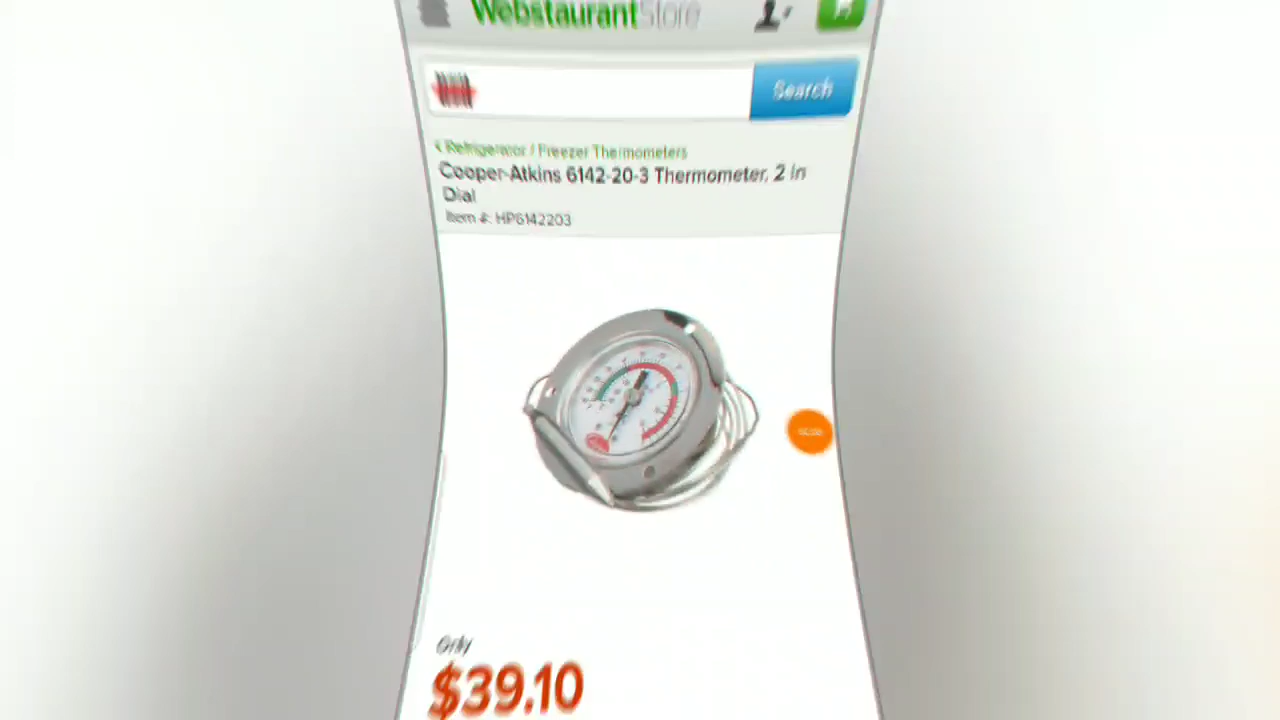 WebstaurantStore
Search
‹ Refrigerator / Freezer Thermometers
Cooper-Atkins 6142-20-3 Thermometer, 2 in
Dial
Item #: HP6142203
Only
$39.10